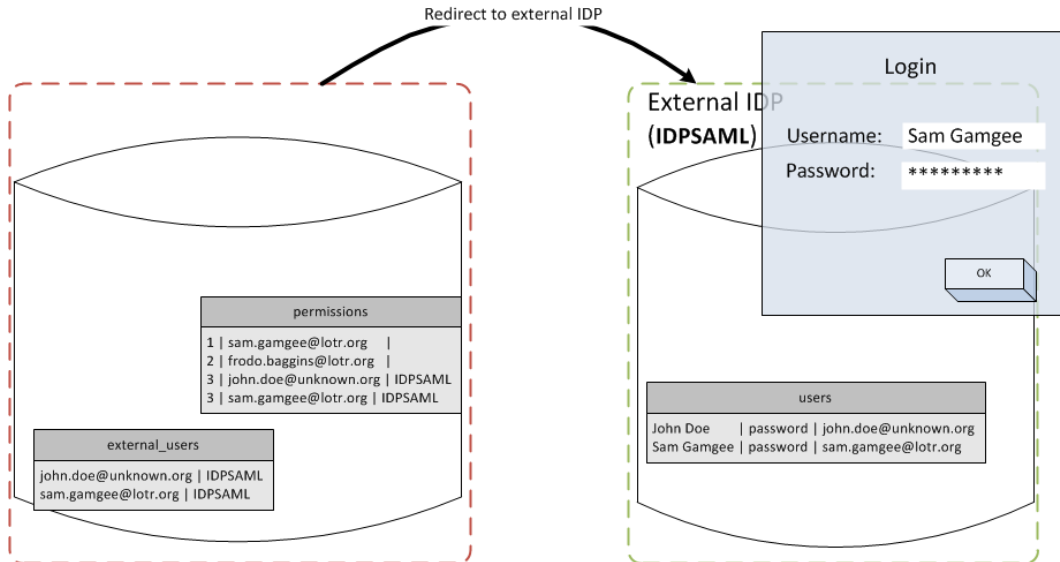 Redirect to external IDP
External IDP
(IDPSAML)
Login
Username: Sam Gamgee
Password: *********
OK
permissions
1 | sam.gamgee@lotr.org |
2 | frodo.baggins@lotr.org |
3 | john.doe@unknown.org | IDPSAML
3 | sam.gamgee@lotr.org | IDPSAML
external_users
john.doe@unknown.org | IDPSAML
sam.gamgee@lotr.org | IDPSAML
users
John Doe | password | john.doe@unknown.org
Sam Gamgee | password | sam.gamgee@lotr.org